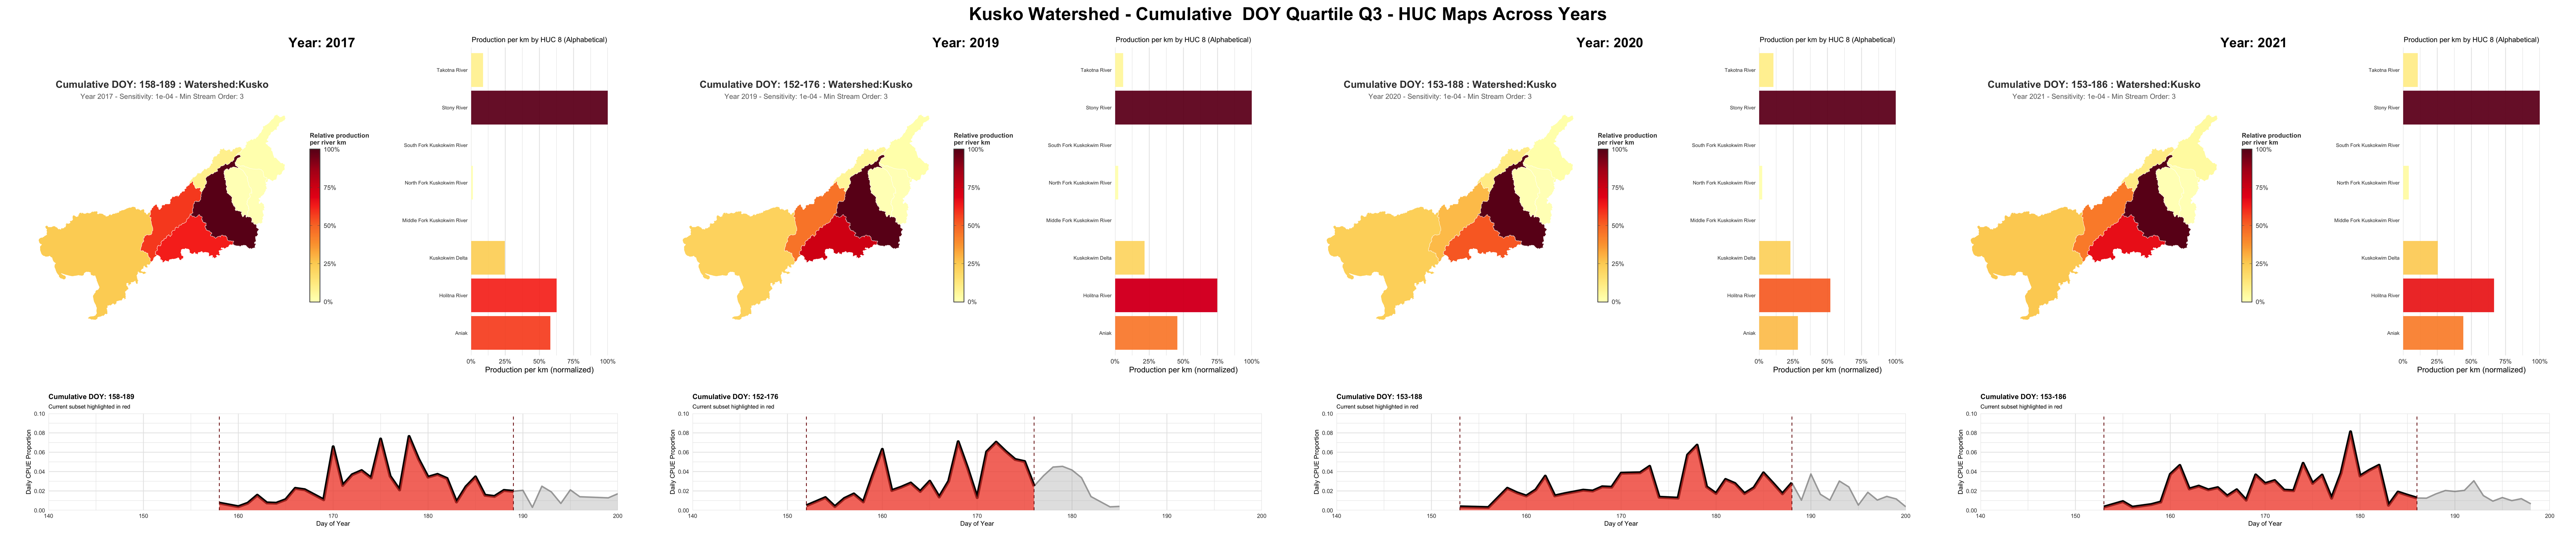 Kusko Watershed - Cumulative  DOY Quartile Q3 - HUC Maps Across Years
Year: 2017
Cumulative DOY: 158-189 : Watershed:Kusko
Year 2017 - Sensitivity: 1e-04 - Min Stream Order: 3
Relative production
per river km
100%
75%
50%
25%
0%
Production per km by HUC 8 (Alphabetical)
Takotna River
Stony River
South Fork Kuskokwim River
North Fork Kuskokwim River
Middle Fork Kuskokwim River
Kuskokwim Delta
Holitna River
Aniak
0% 25% 50% 75% 100%
Production per km (normalized)
Cumulative DOY: 158-189
Current subset highlighted in red
Daily CPUE Proportion
0.10
0.08
0.06
0.04
0.02
0.00
140 150 160 170 180 190 200
Day of Year
Year: 2019
Cumulative DOY: 152-176 : Watershed:Kusko
Year 2019 - Sensitivity: 1e-04 - Min Stream Order: 3
Relative production
per river km
100%
75%
50%
25%
0%
Production per km by HUC 8 (Alphabetical)
Takotna River
Stony River
South Fork Kuskokwim River
North Fork Kuskokwim River
Middle Fork Kuskokwim River
Kuskokwim Delta
Holitna River
Aniak
0% 25% 50% 75% 100%
Production per km (normalized)
Cumulative DOY: 152-176
Current subset highlighted in red
Daily CPUE Proportion
0.10
0.08
0.06
0.04
0.02
0.00
140 150 160 170 180 190 200
Day of Year
Year: 2020
Cumulative DOY: 153-188 : Watershed:Kusko
Year 2020 - Sensitivity: 1e-04 - Min Stream Order: 3
Relative production
per river km
100%
75%
50%
25%
0%
Production per km by HUC 8 (Alphabetical)
Takotna River
Stony River
South Fork Kuskokwim River
North Fork Kuskokwim River
Middle Fork Kuskokwim River
Kuskokwim Delta
Holitna River
Aniak
0% 25% 50% 75% 100%
Production per km (normalized)
Cumulative DOY: 153-188
Current subset highlighted in red
Daily CPUE Proportion
0.10
0.08
0.06
0.04
0.02
0.00
140 150 160 170 180 190 200
Day of Year
Year: 2021
Cumulative DOY: 153-186 : Watershed:Kusko
Year 2021 - Sensitivity: 1e-04 - Min Stream Order: 3
Relative production
per river km
100%
75%
50%
25%
0%
Production per km by HUC 8 (Alphabetical)
Takotna River
Stony River
South Fork Kuskokwim River
North Fork Kuskokwim River
Middle Fork Kuskokwim River
Kuskokwim Delta
Holitna River
Aniak
0% 25% 50% 75% 100%
Production per km (normalized)
Cumulative DOY: 153-186
Current subset highlighted in red
Daily CPUE Proportion
0.10
0.08
0.06
0.04
0.02
0.00
140 150 160 170 180 190 200
Day of Year